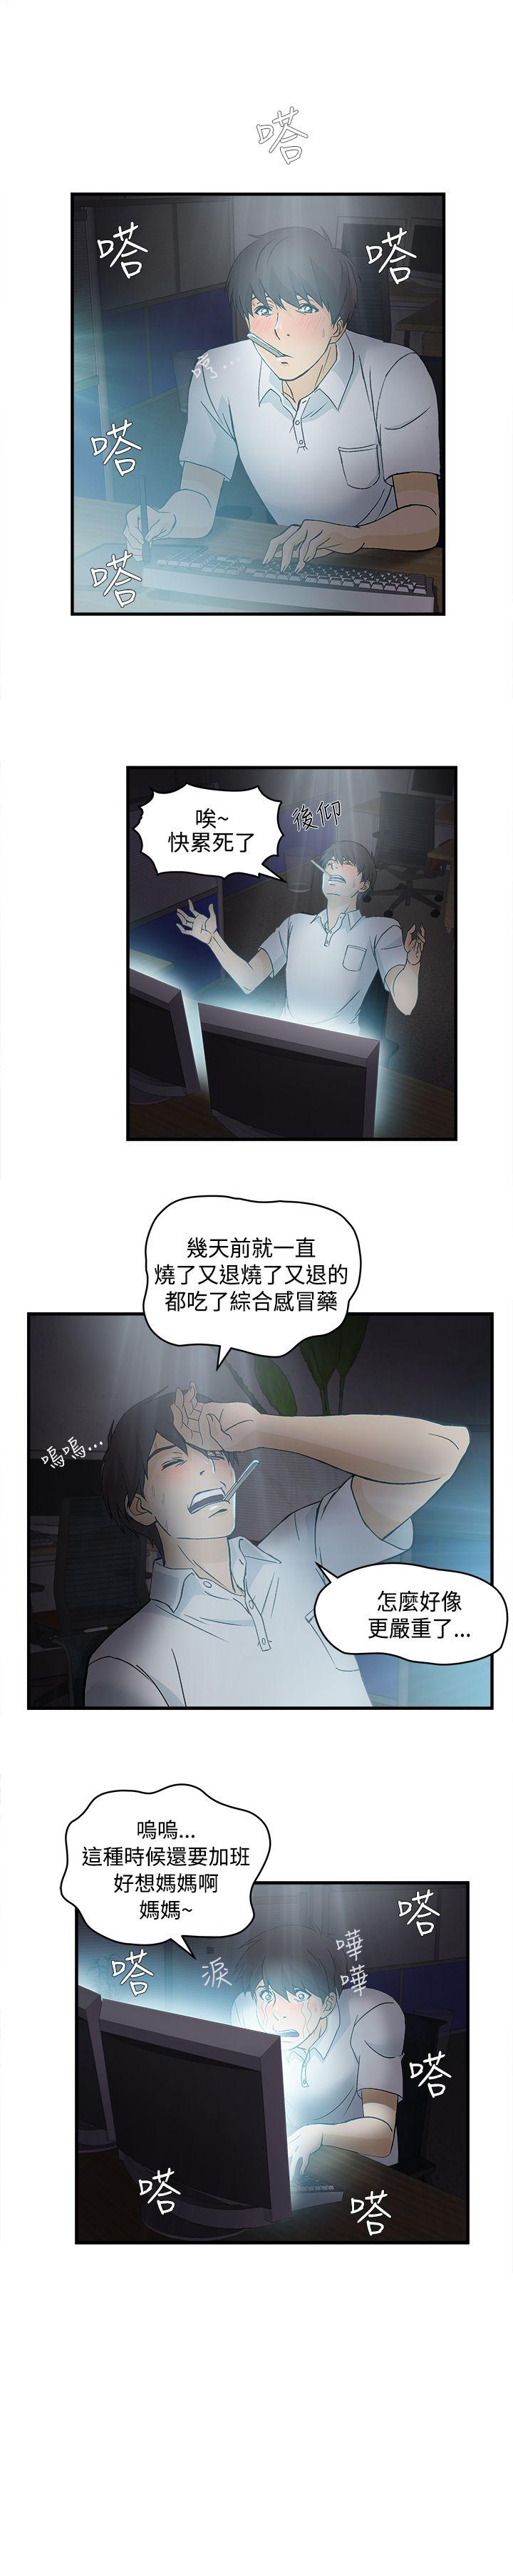 嗒
嗒
嗒
哼…
嗒
嗒
唉~
快累死了
後仰
幾天前就一直
燒了又退燒了又退的
都吃了綜合感冒藥
嗚嗚…
怎麼好像
更嚴重了…
嗚嗚…
這種時候還要加班
好想媽媽啊
媽媽~
嗒
嗒
淚
嘩
嘩
嗒
嗒
嗒